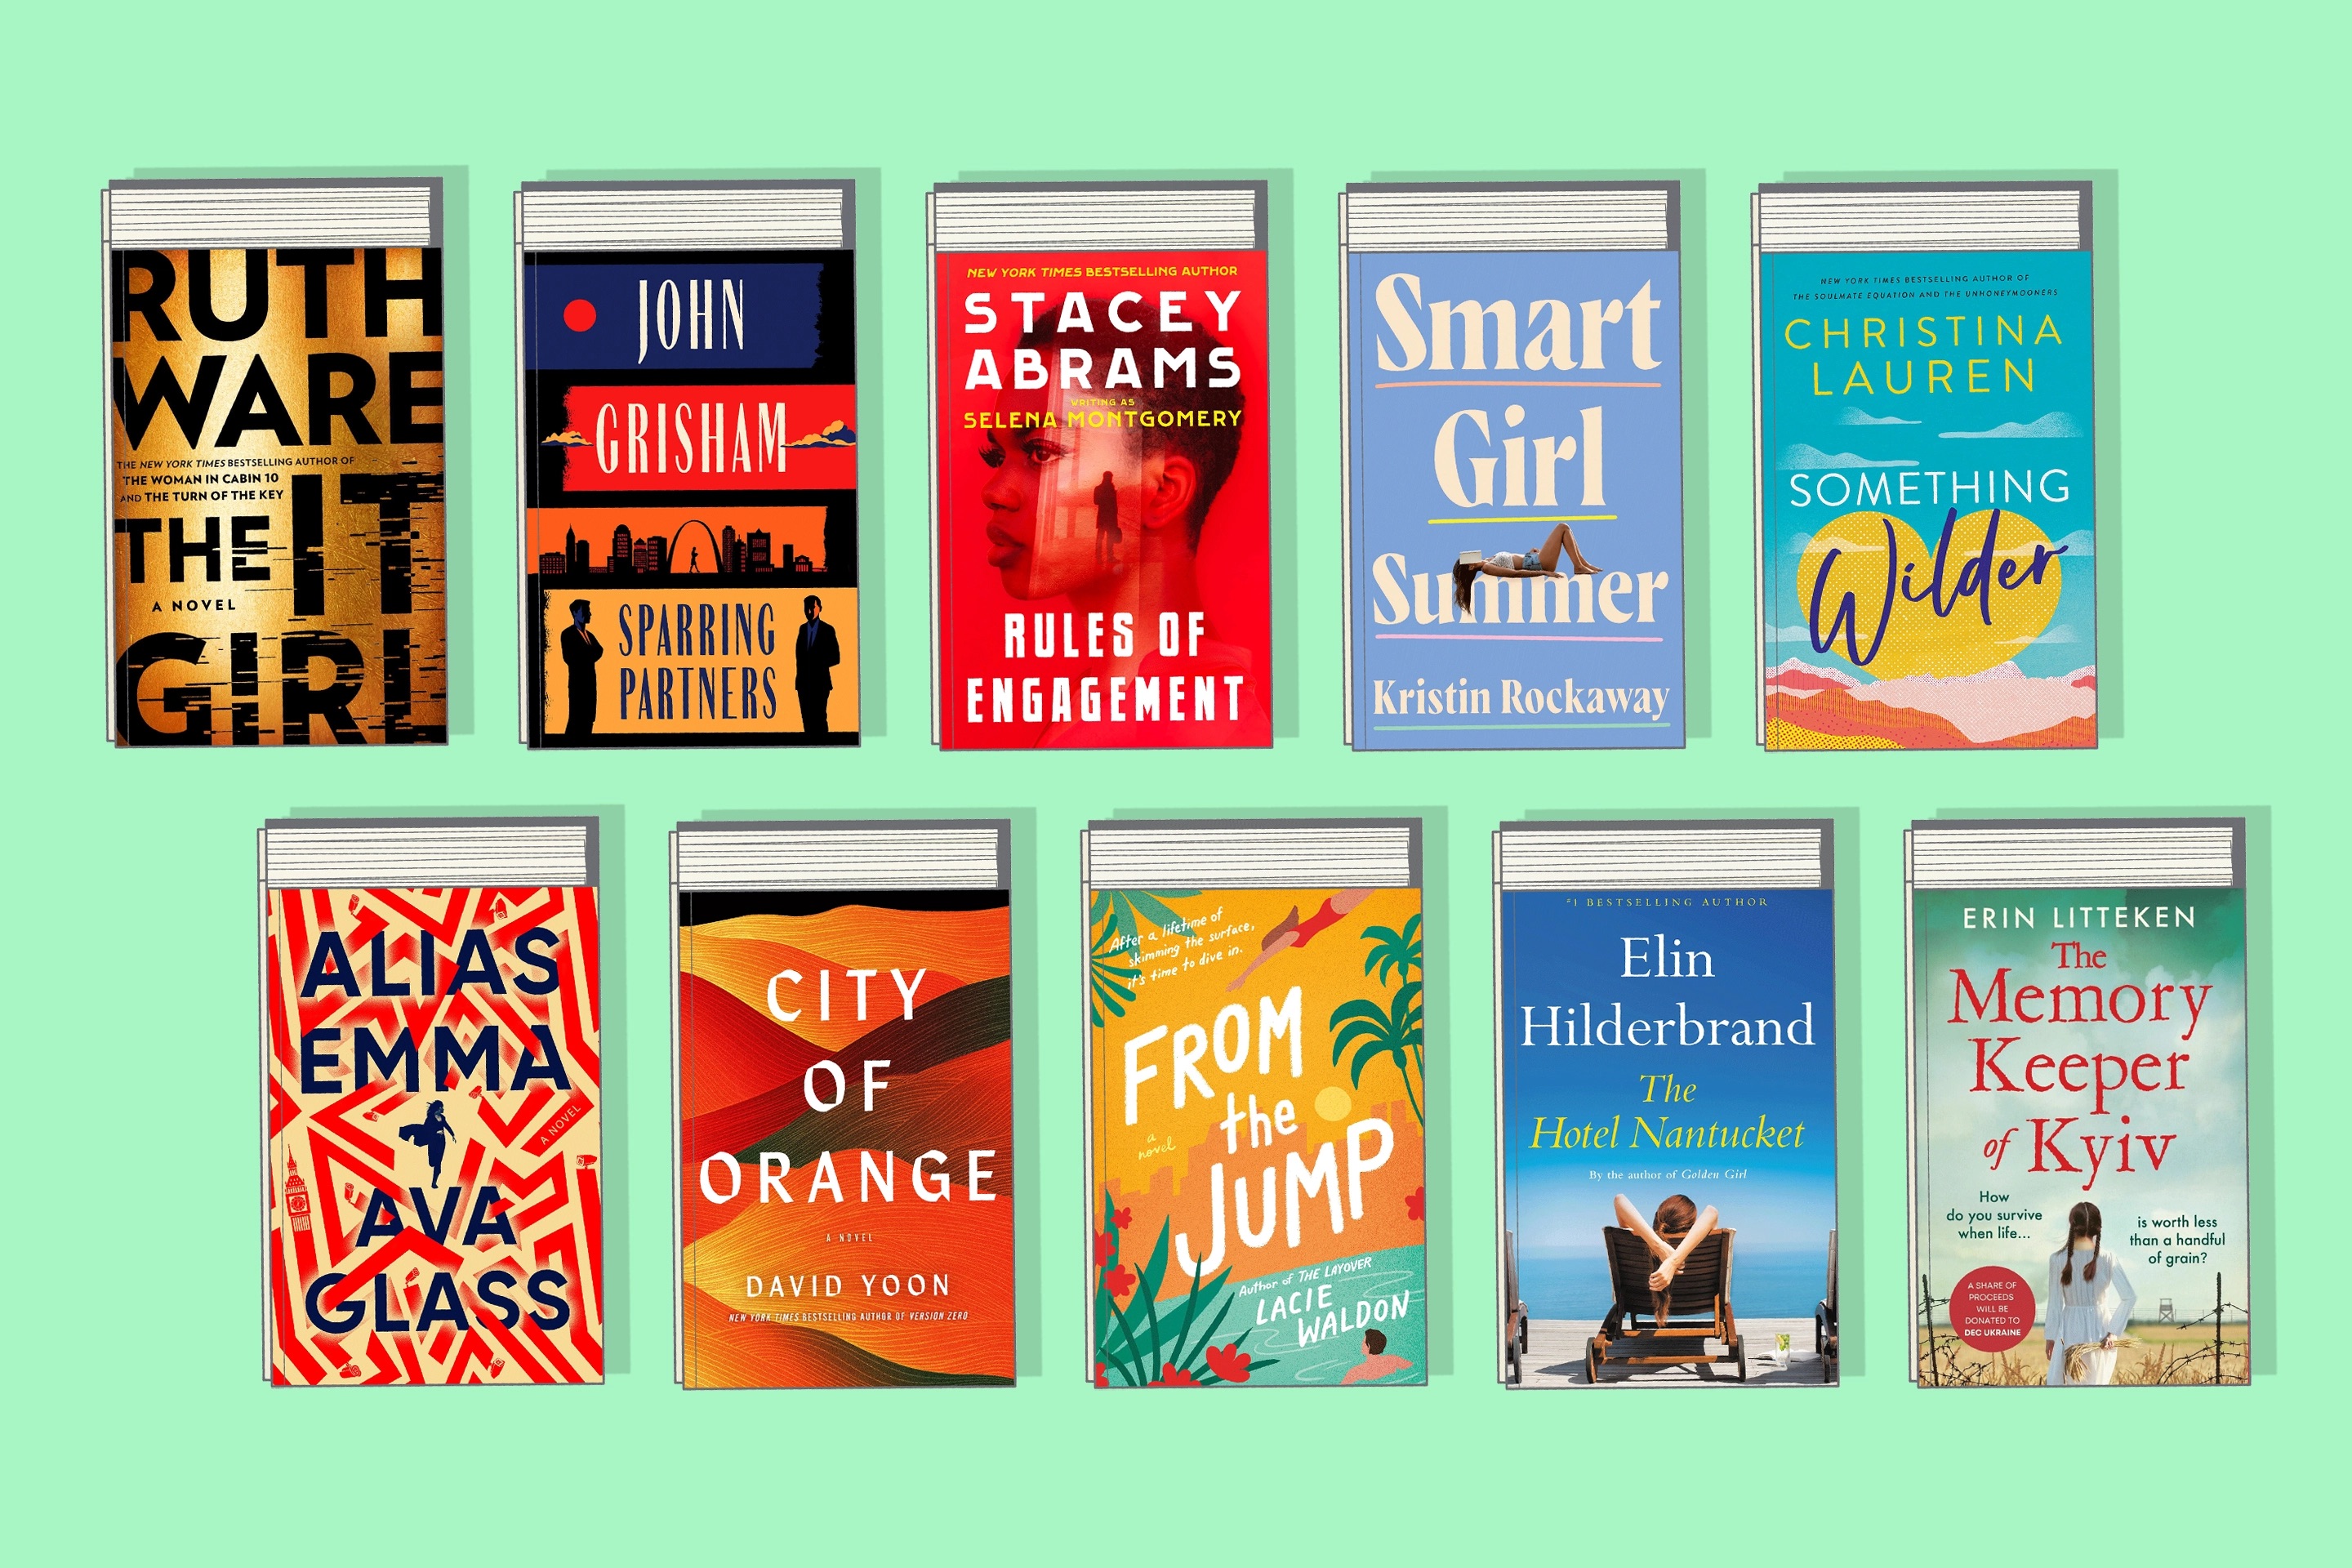 RUTH
WARE
THE NEW YORK TIMES BESTSELLING AUTHOR OF
THE WOMAN IN CABIN 10
AND THE TURN OF THE KEY
THE IT
A NOVEL
GIRL
JOHN
GRISHAM
SPARRING
PARTNERS
NEW YORK TIMES BESTSELLING AUTHOR
STACEY
ABRAMS
WRITING AS
SELENA MONTGOMERY
RULES OF
ENGAGEMENT
Smart
Girl
Summer
Kristin Rockaway
NEW YORK TIMES BESTSELLING AUTHOR OF
THE SOULMATE EQUATION AND THE UNHONEYMOONERS
CHRISTINA
LAUREN
SOMETHING
Wilder
ALIAS
EMMA
A NOVEL
AVA
GLASS
CITY
OF
ORANGE
A NOVEL
DAVID YOON
NEW YORK TIMES BESTSELLING AUTHOR OF VERSION ZERO
After a lifetime of
skimming the surface,
it's time to dive in.
FROM
the
a
novel
JUMP
Author of THE LAYOVER
LACIE
WALDON
#1 BESTSELLING AUTHOR
Elin
Hilderbrand
The
Hotel Nantucket
By the author of Golden Girl
ERIN LITTEKEN
The
Memory
Keeper
of Kyiv
How
do you survive
when life...
is worth less
than a handful
of grain?
A SHARE OF
PROCEEDS
WILL BE
DONATED TO
DEC UKRAINE